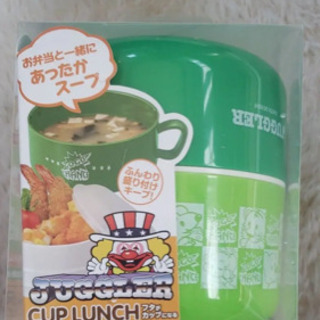 お弁当と一緒に
あったか
スープ
ふんわり
盛り付け
キープ!
JUGGLER
CUP LUNCH
フタが
カップになる
JUGGLER